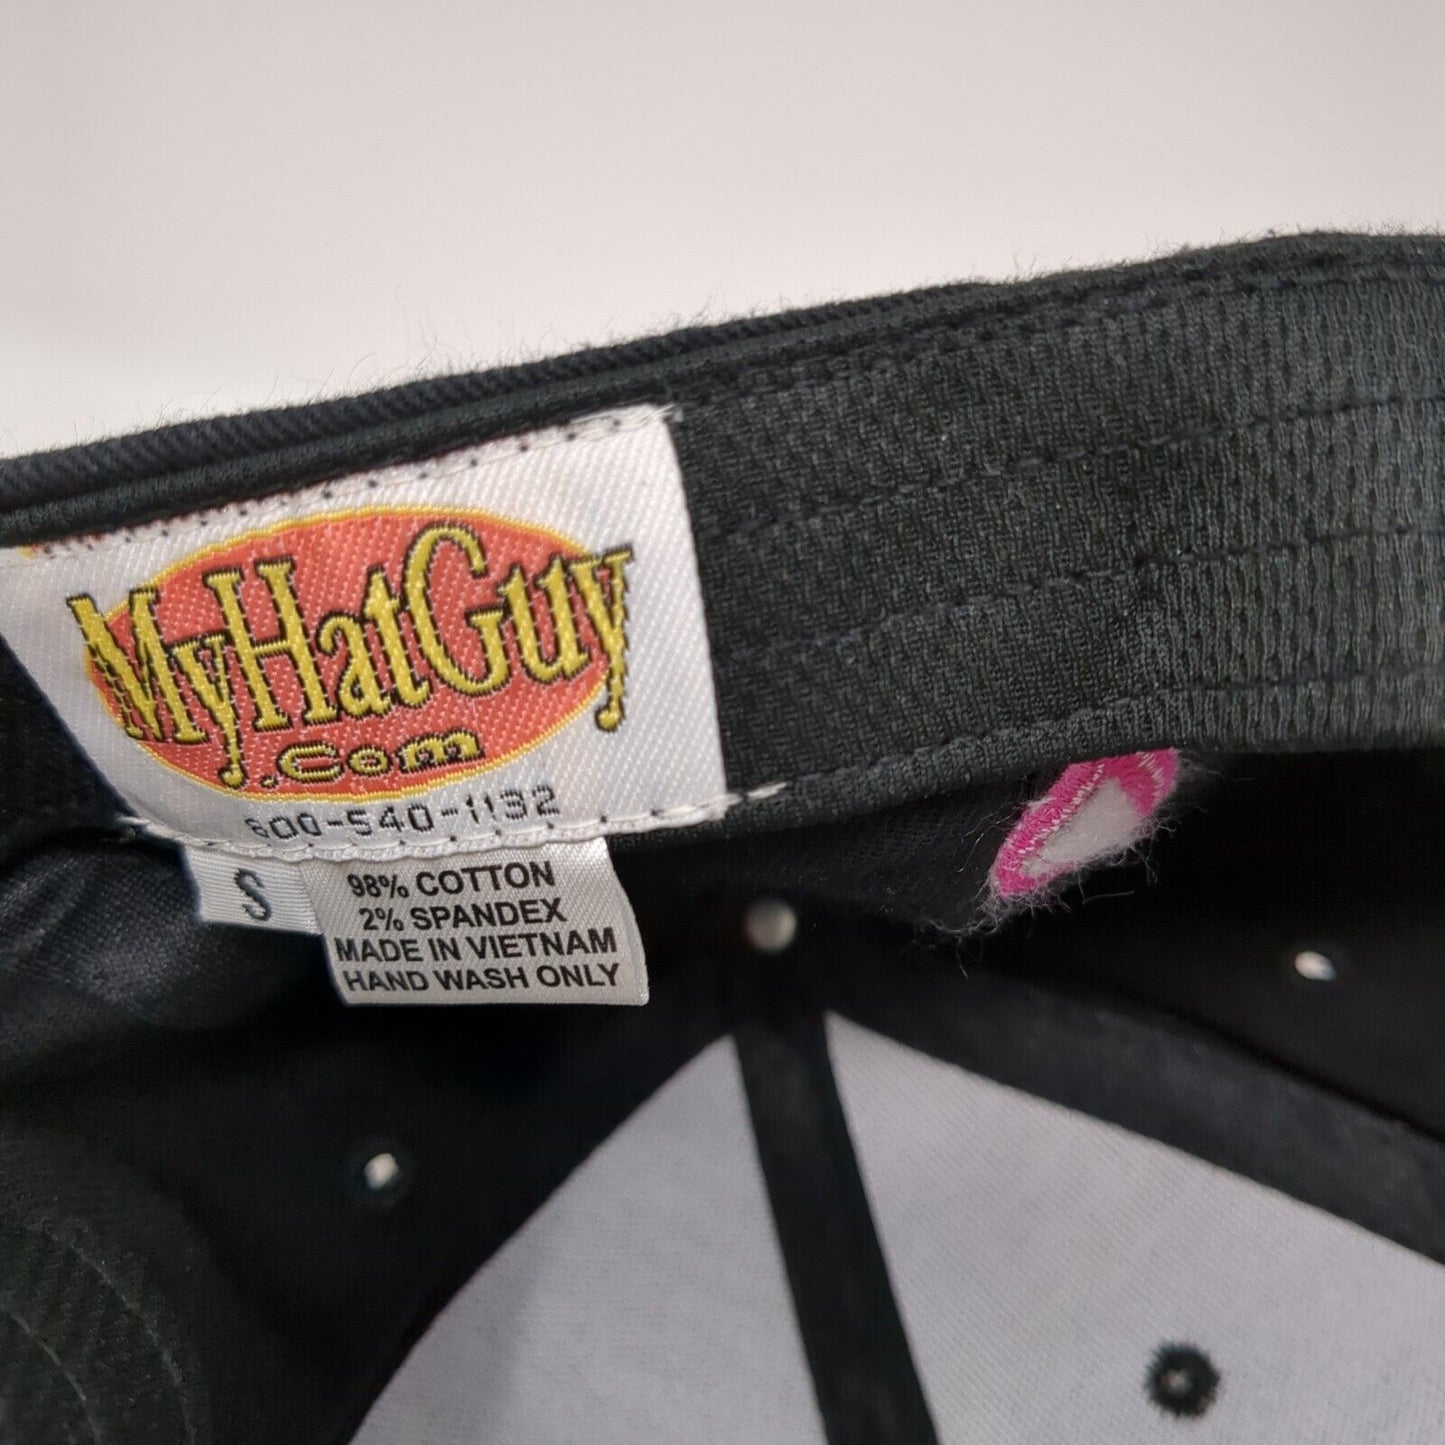 MyHatGuy
.Com
800-540-1132
S
98% COTTON
2% SPANDEX
MADE IN VIETNAM
HAND WASH ONLY